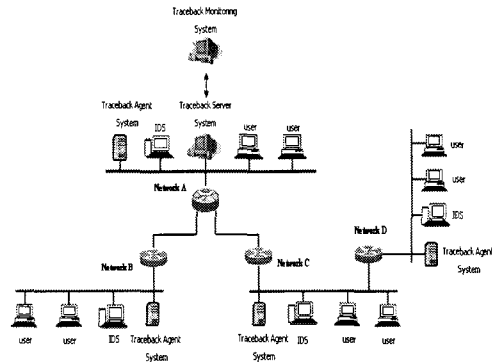 Traceback Monitoring
System
Traceback Agent
System
IDS
Traceback Server
System
user
user
Network A
user
user
IDS
Traceback Agent
System
Network D
Network B
Network C
user
user
IDS
Traceback Agent
System
Traceback Agent
System
IDS
user
user